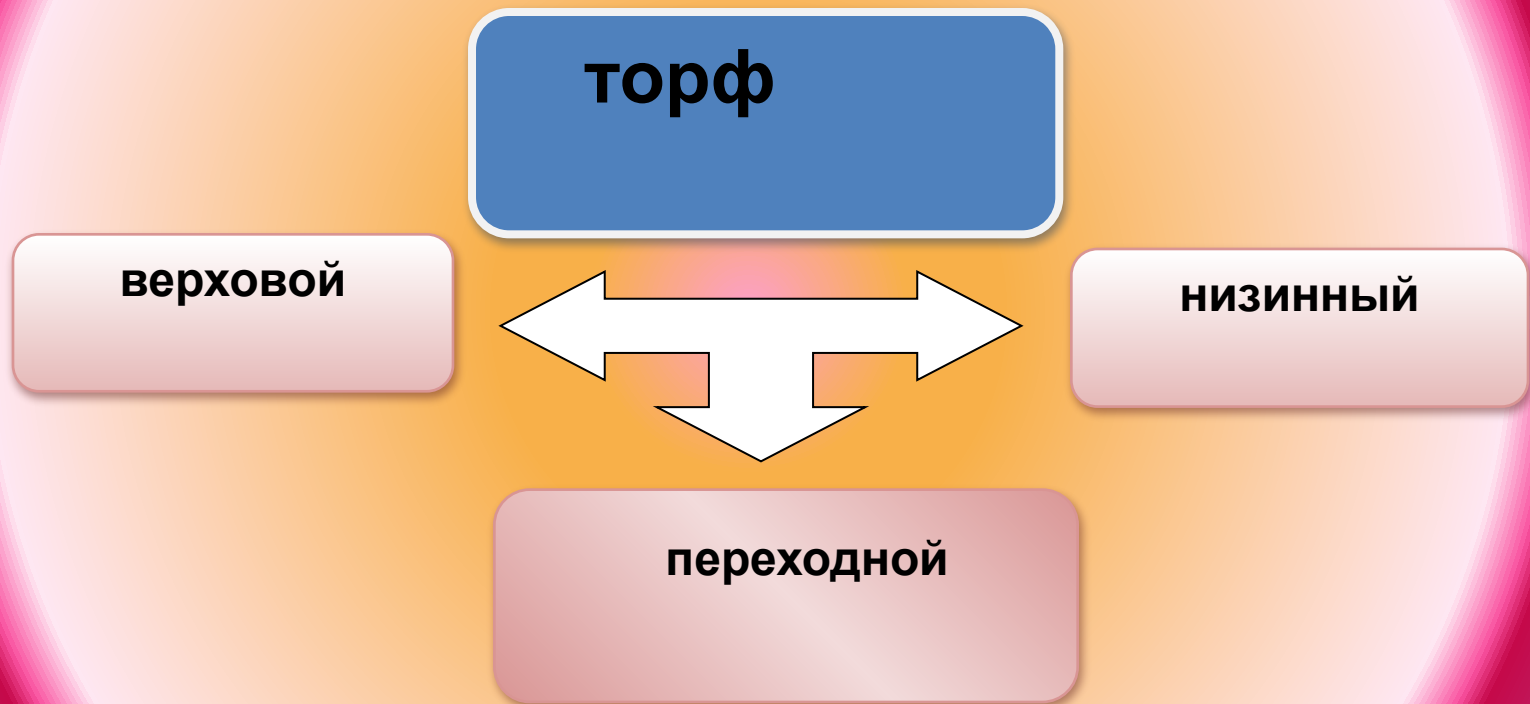 торф
верховой
низинный
переходной